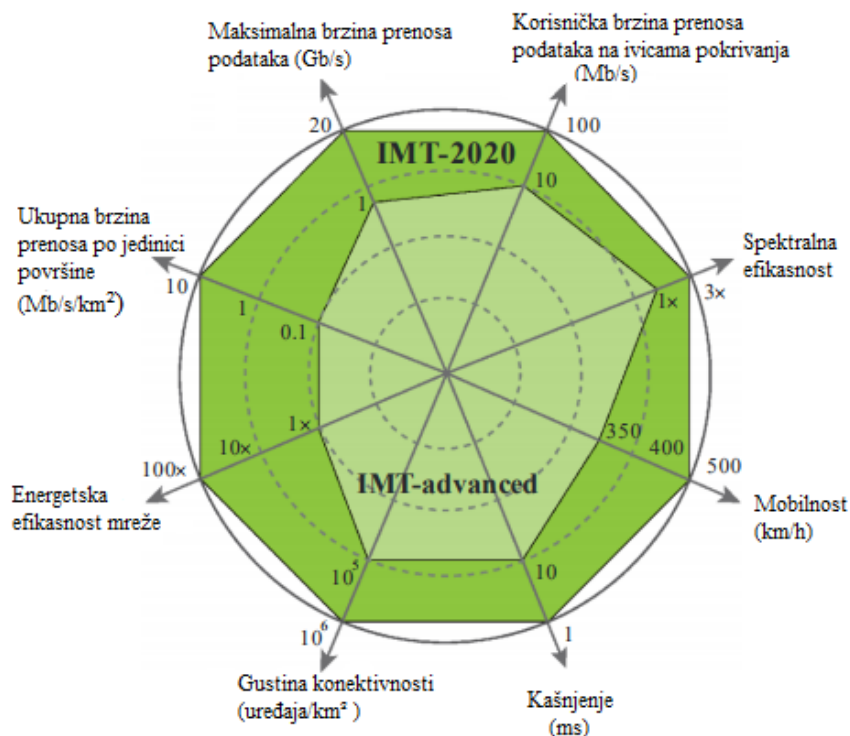 Maksimalna brzina prenosa
podataka (Gb/s)
Korisnička brzina prenosa
podataka na ivicama pokrivanja
(Mb/s)
20
100
IMT-2020
1
10
Ukupna brzina
prenosa po jedinici
površine
(Mb/s/km²)
10
1
0.1
Spektralna
efikasnost
1×
3×
1×
10×
100×
Energetska
efikasnost mreže
350
400
500
Mobilnost
(km/h)
IMT-advanced
10⁵
10⁶
10
1
Gustina konektivnosti
(uređaja/km² )
Kašnjenje
(ms)